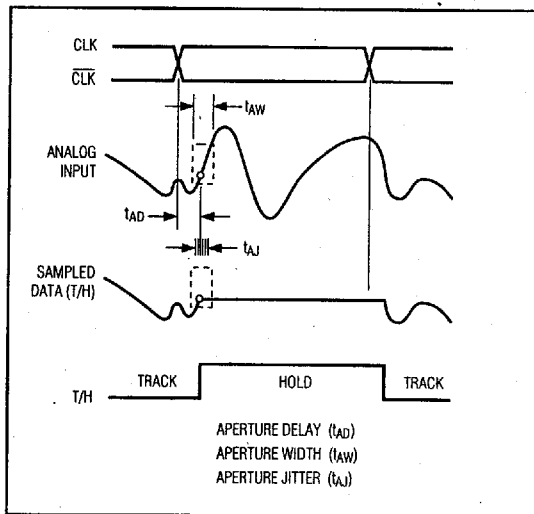 CLK
CLK
tAW
ANALOG
INPUT
tAD
tAJ
SAMPLED
DATA (T/H)
TRACK
HOLD
TRACK
T/H
APERTURE DELAY (tAD)
APERTURE WIDTH (tAW)
APERTURE JITTER (tAJ)